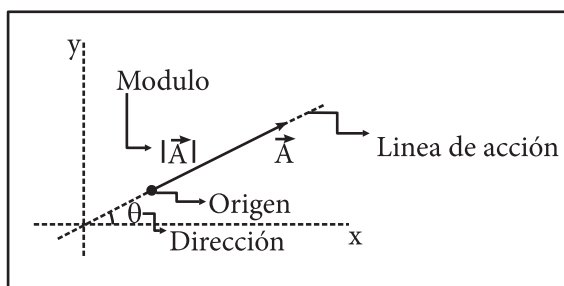 y
Modulo
|A⃗|
A⃗
Linea de acción
Origen
θ
Dirección
x